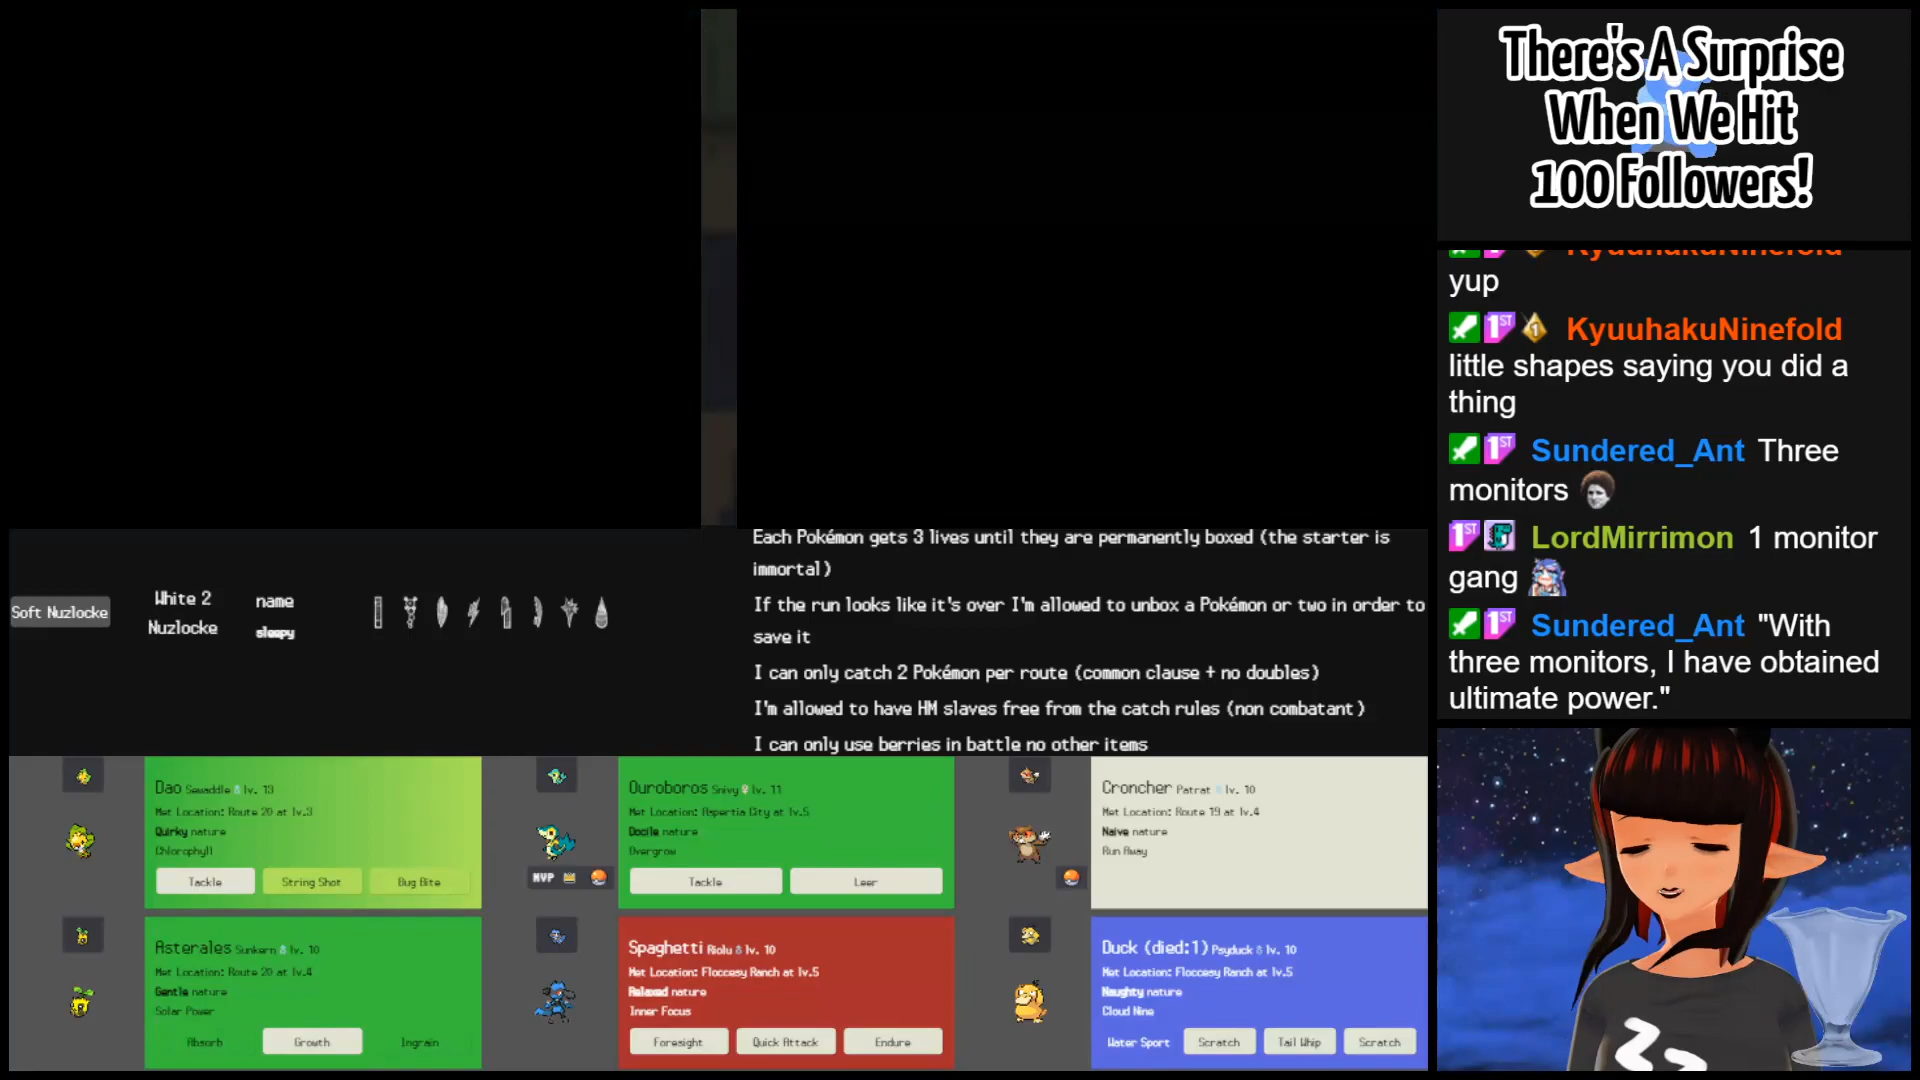 There's A Surprise
When We Hit
100 Followers!
KyuuhakuNinefold
yup
1ST 1 KyuuhakuNinefold
little shapes saying you did a
thing
1ST Sundered_Ant Three
monitors
1ST LordMirrimon 1 monitor
gang
1ST Sundered_Ant "With
three monitors, I have obtained
ultimate power."
Each Pokémon gets 3 lives until they are permanently boxed (the starter is
immortal)
If the run looks like it's over I'm allowed to unbox a Pokémon or two in order to
save it
I can only catch 2 Pokémon per route (common clause + no doubles)
I'm allowed to have HM slaves free from the catch rules (non combatant)
I can only use berries in battle no other items
Soft Nuzlocke
White 2
Nuzlocke
name
sleepy
Dao Sewaddle lv. 13
Met Location: Route 20 at lv.3
Quirky nature
Chlorophyll
Tackle
String Shot
Bug Bite
MVP
Ouroboros Snivy lv. 11
Met Location: Aspertia City at lv.5
Docile nature
Overgrow
Tackle
Leer
Croncher Patrat lv. 10
Met Location: Route 19 at lv.4
Naive nature
Run Away
Asterales Sunkern lv. 10
Met Location: Route 20 at lv.4
Gentle nature
Solar Power
Absorb
Growth
Ingrain
Spaghetti Riolu lv. 10
Met Location: Floccesy Ranch at lv.5
Relaxed nature
Inner Focus
Foresight
Quick Attack
Endure
Duck (died:1) Psyduck lv. 10
Met Location: Floccesy Ranch at lv.5
Naughty nature
Cloud Nine
Water Sport
Scratch
Tail Whip
Scratch